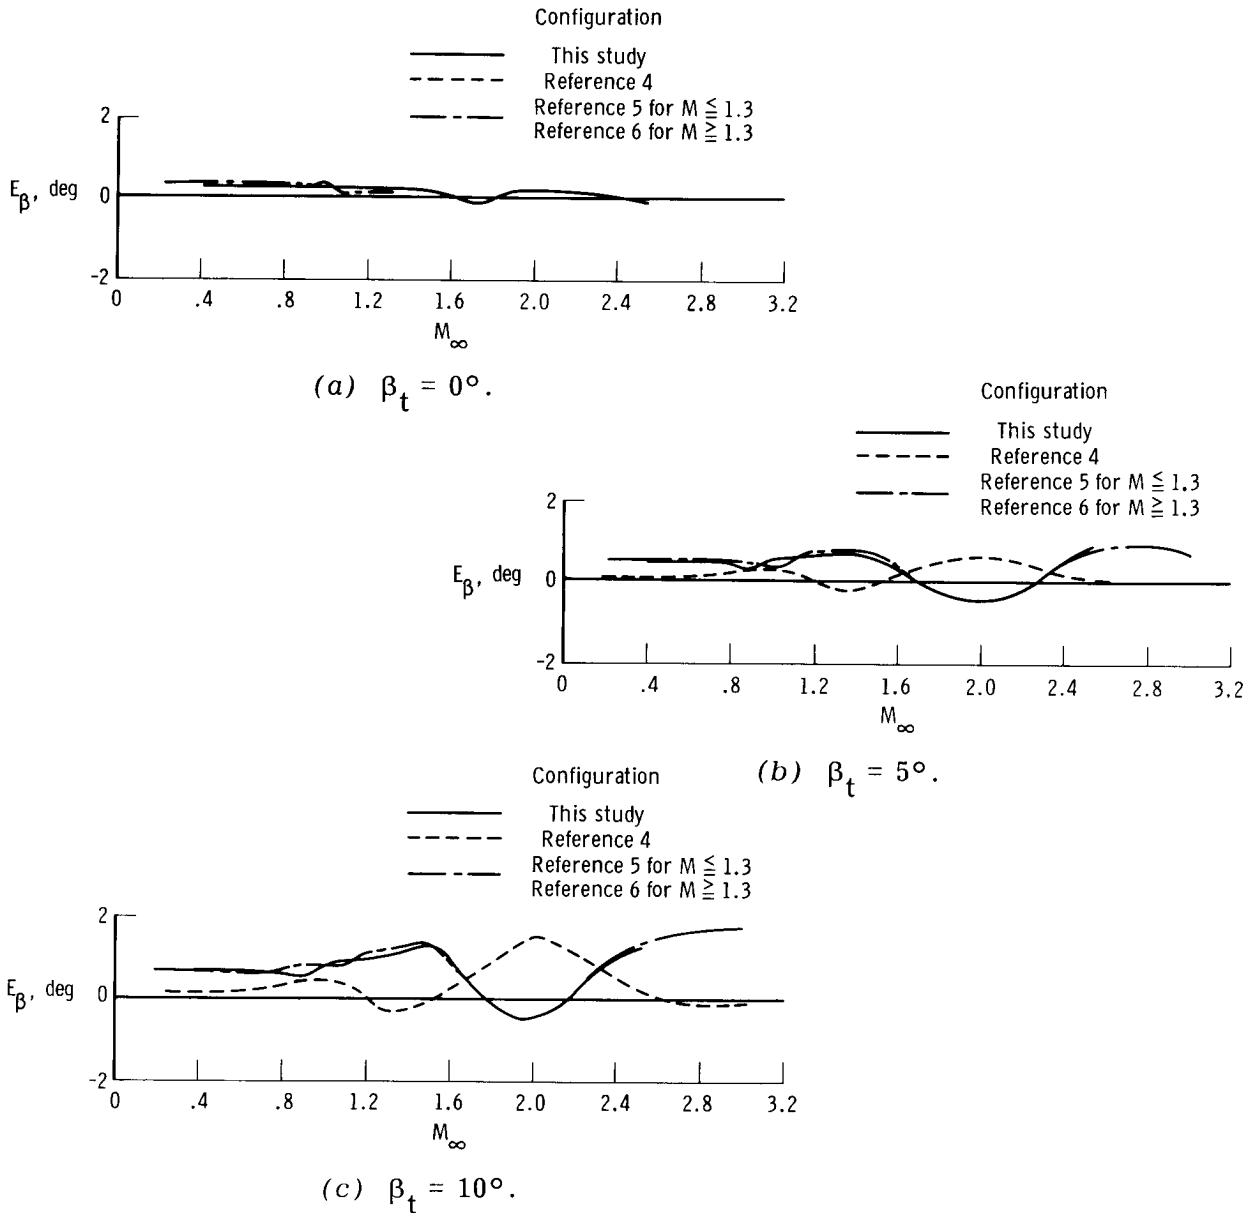 Configuration
This study
Reference 4
Reference 5 for M ≦ 1.3
Reference 6 for M ≧ 1.3
2
E_β, deg
0
-2
0 .4 .8 1.2 1.6 2.0 2.4 2.8 3.2
M_∞
(a) β_t = 0°.
Configuration
This study
Reference 4
Reference 5 for M ≦ 1.3
Reference 6 for M ≧ 1.3
2
E_β, deg
0
-2
0 .4 .8 1.2 1.6 2.0 2.4 2.8 3.2
M_∞
(b) β_t = 5°.
Configuration
This study
Reference 4
Reference 5 for M ≦ 1.3
Reference 6 for M ≧ 1.3
2
E_β, deg
0
-2
0 .4 .8 1.2 1.6 2.0 2.4 2.8 3.2
M_∞
(c) β_t = 10°.